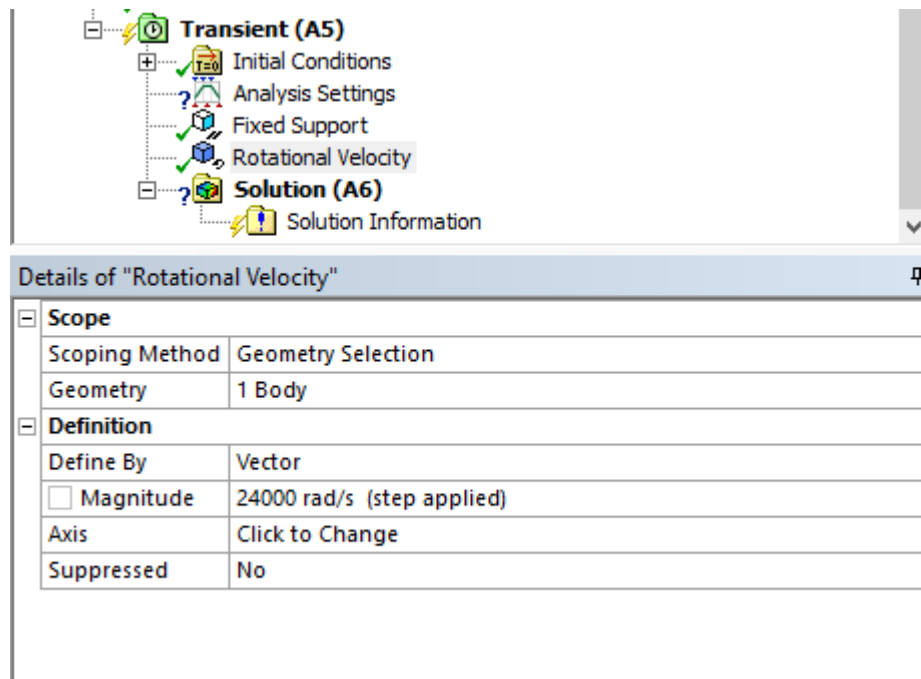 Transient (A5)
T=0 Initial Conditions
? Analysis Settings
Fixed Support
Rotational Velocity
? Solution (A6)
! Solution Information
Details of "Rotational Velocity"
Scope
Scoping Method Geometry Selection
Geometry 1 Body
Definition
Define By Vector
Magnitude 24000 rad/s (step applied)
Axis Click to Change
Suppressed No